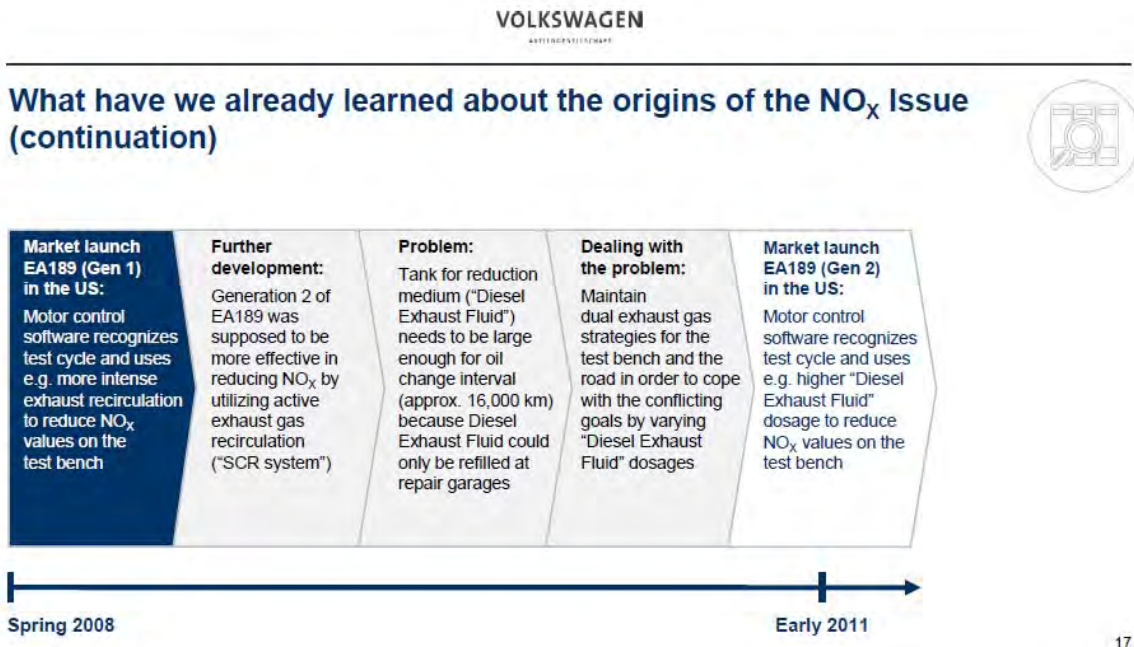 VOLKSWAGEN
AKTIENGESELLSCHAFT
What have we already learned about the origins of the NOX Issue
(continuation)
Market launch
EA189 (Gen 1)
in the US:
Motor control
software recognizes
test cycle and uses
e.g. more intense
exhaust recirculation
to reduce NOX
values on the
test bench
Further
development:
Generation 2 of
EA189 was
supposed to be
more effective in
reducing NOX by
utilizing active
exhaust gas
recirculation
(“SCR system”)
Problem:
Tank for reduction
medium (“Diesel
Exhaust Fluid”)
needs to be large
enough for oil
change interval
(approx. 16,000 km)
because Diesel
Exhaust Fluid could
only be refilled at
repair garages
Dealing with
the problem:
Maintain
dual exhaust gas
strategies for the
test bench and the
road in order to cope
with the conflicting
goals by varying
“Diesel Exhaust
Fluid” dosages
Market launch
EA189 (Gen 2)
in the US:
Motor control
software recognizes
test cycle and uses
e.g. higher “Diesel
Exhaust Fluid”
dosage to reduce
NOX values on the
test bench
Spring 2008
Early 2011
17